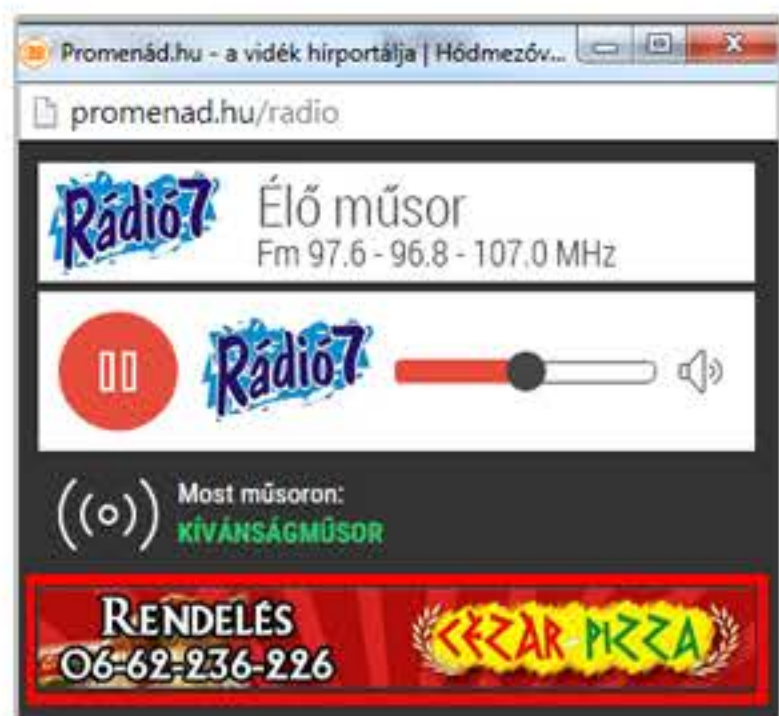 Promenád.hu - a vidék hírportálja | Hódmezőv...
promenad.hu/radio
Rádió7
Élő műsor
Fm 97.6 - 96.8 - 107.0 MHz
Rádió7
Most műsoron:
KÍVÁNSÁGMŰSOR
RENDELÉS
06-62-236-226
CÉZÁR PIZZA